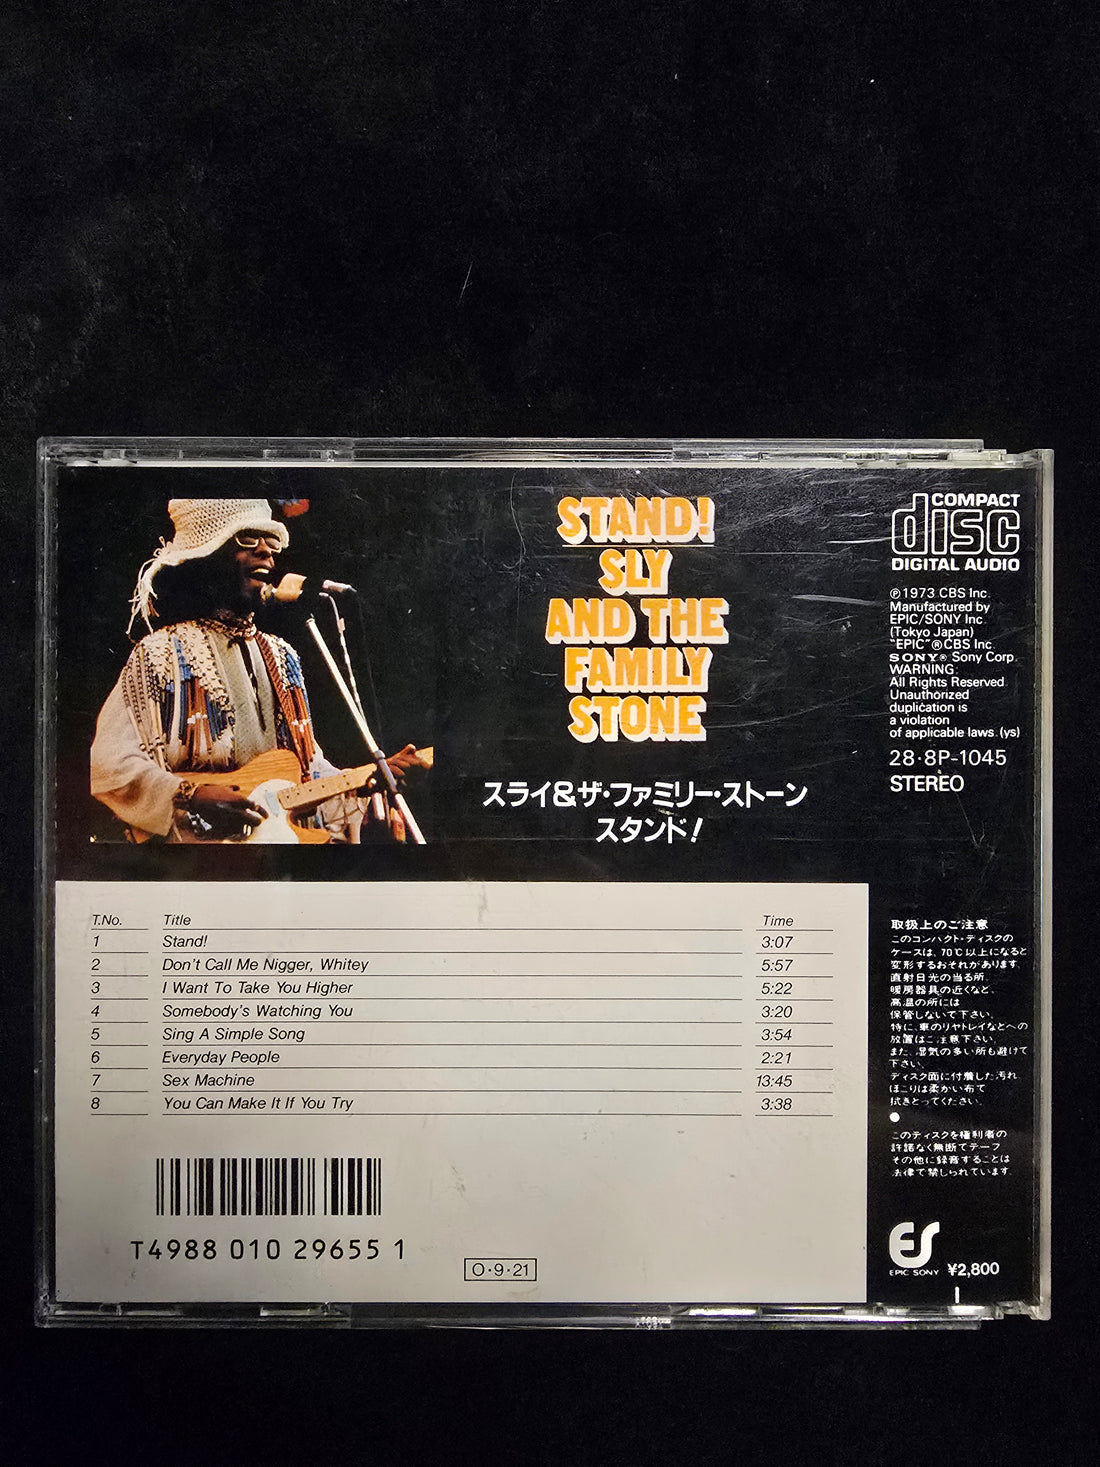 STAND!
SLY
AND THE
FAMILY
STONE
スライ&ザ・ファミリー・ストーン
スタンド!
COMPACT
disc
DIGITAL AUDIO
Ⓟ1973 CBS Inc.
Manufactured by
EPIC/SONY Inc.
(Tokyo Japan)
"EPIC"®CBS Inc.
SONY® Sony Corp.
WARNING:
All Rights Reserved.
Unauthorized
duplication is
a violation
of applicable laws. (ys)
28・8P-1045
STEREO
T.No. Title Time
1 Stand! 3:07
2 Don't Call Me Nigger, Whitey 5:57
3 I Want To Take You Higher 5:22
4 Somebody's Watching You 3:20
5 Sing A Simple Song 3:54
6 Everyday People 2:21
7 Sex Machine 13:45
8 You Can Make It If You Try 3:38
T4988 010 29655 1
O・9・21
取扱上のご注意
このコンパクト・ディスクの
ケースは、70℃以上になると
変形するおそれがあります。
直射日光の当る所、
暖房器具の近くなど、
高温の所には
保管しないで下さい。
特に、車のリヤトレイなどへの
放置はご注意下さい。
また、湿気の多い所も避けて
下さい。
ディスク面に付着した汚れ、
ほこりは柔かい布で
拭きとってください。
●
このディスクを権利者の
許諾なく無断でテープ
その他に録音することは
法律で禁じられています。
ES
EPIC SONY ¥2,800